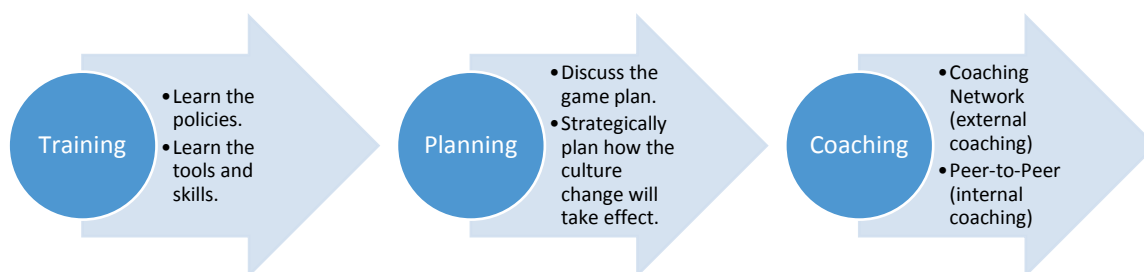 Training
•Learn the
policies.
•Learn the
tools and
skills.
Planning
•Discuss the
game plan.
•Strategically
plan how the
culture
change will
take effect.
Coaching
•Coaching
Network
(external
coaching)
•Peer-to-Peer
(internal
coaching)